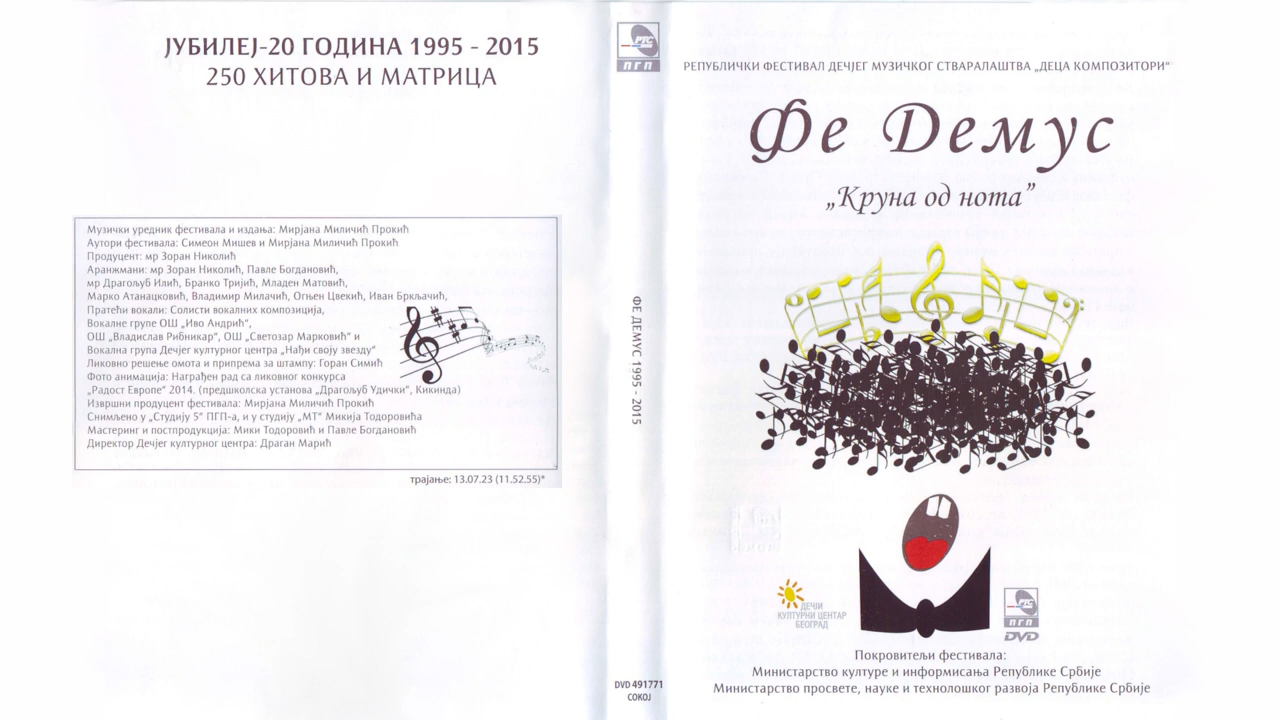 ЈУБИЛЕЈ-20 ГОДИНА 1995 - 2015
250 ХИТОВА И МАТРИЦА
Музички уредник фестивала и издања: Мирјана Миличић Прокић
Аутори фестивала: Симеон Мишев и Мирјана Миличић Прокић
Продуцент: мр Зоран Николић
Аранжмани: мр Зоран Николић, Павле Богдановић,
мр Драгољуб Илић, Бранко Тријић, Младен Матовић,
Марко Атанацковић, Владимир Милачић, Огњен Цвекић, Иван Бркљачић,
Пратећи вокали: Солисти вокалних композиција,
Вокалне групе ОШ „Иво Андрић“,
ОШ „Владислав Рибникар“, ОШ „Светозар Марковић“ и
Вокална група Дечјег културног центра „Нађи своју звезду“
Ликовно решење омота и припрема за штампу: Горан Симић
Фото анимација: Награђен рад са ликовног конкурса
„Радост Европе“ 2014. (предшколска установа „Драгољуб Удички“, Кикинда)
Извршни продуцент фестивала: Мирјана Миличић Прокић
Снимљено у „Студију 5“ ПГП-а, и у студију „МТ“ Микија Тодоровића
Мастеринг и постпродукција: Мики Тодоровић и Павле Богдановић
Директор Дечјег културног центра: Драган Марић
трајање: 13.07.23 (11.52.55)*
РТС
ПГП
ФЕ ДЕМУС 1995 - 2015
DVD 491771
СОКОЈ
РЕПУБЛИЧКИ ФЕСТИВАЛ ДЕЧЈЕГ МУЗИЧКОГ СТВАРАЛАШТВА „ДЕЦА КОМПОЗИТОРИ“
Фе Демус
„Круна од нота”
ДЕЧЈИ
КУЛТУРНИ ЦЕНТАР
БЕОГРАД
РТС
ПГП
DVD
Покровитељи фестивала:
Министарство културе и информисања Републике Србије
Министарство просвете, науке и технолошког развоја Републике Србије